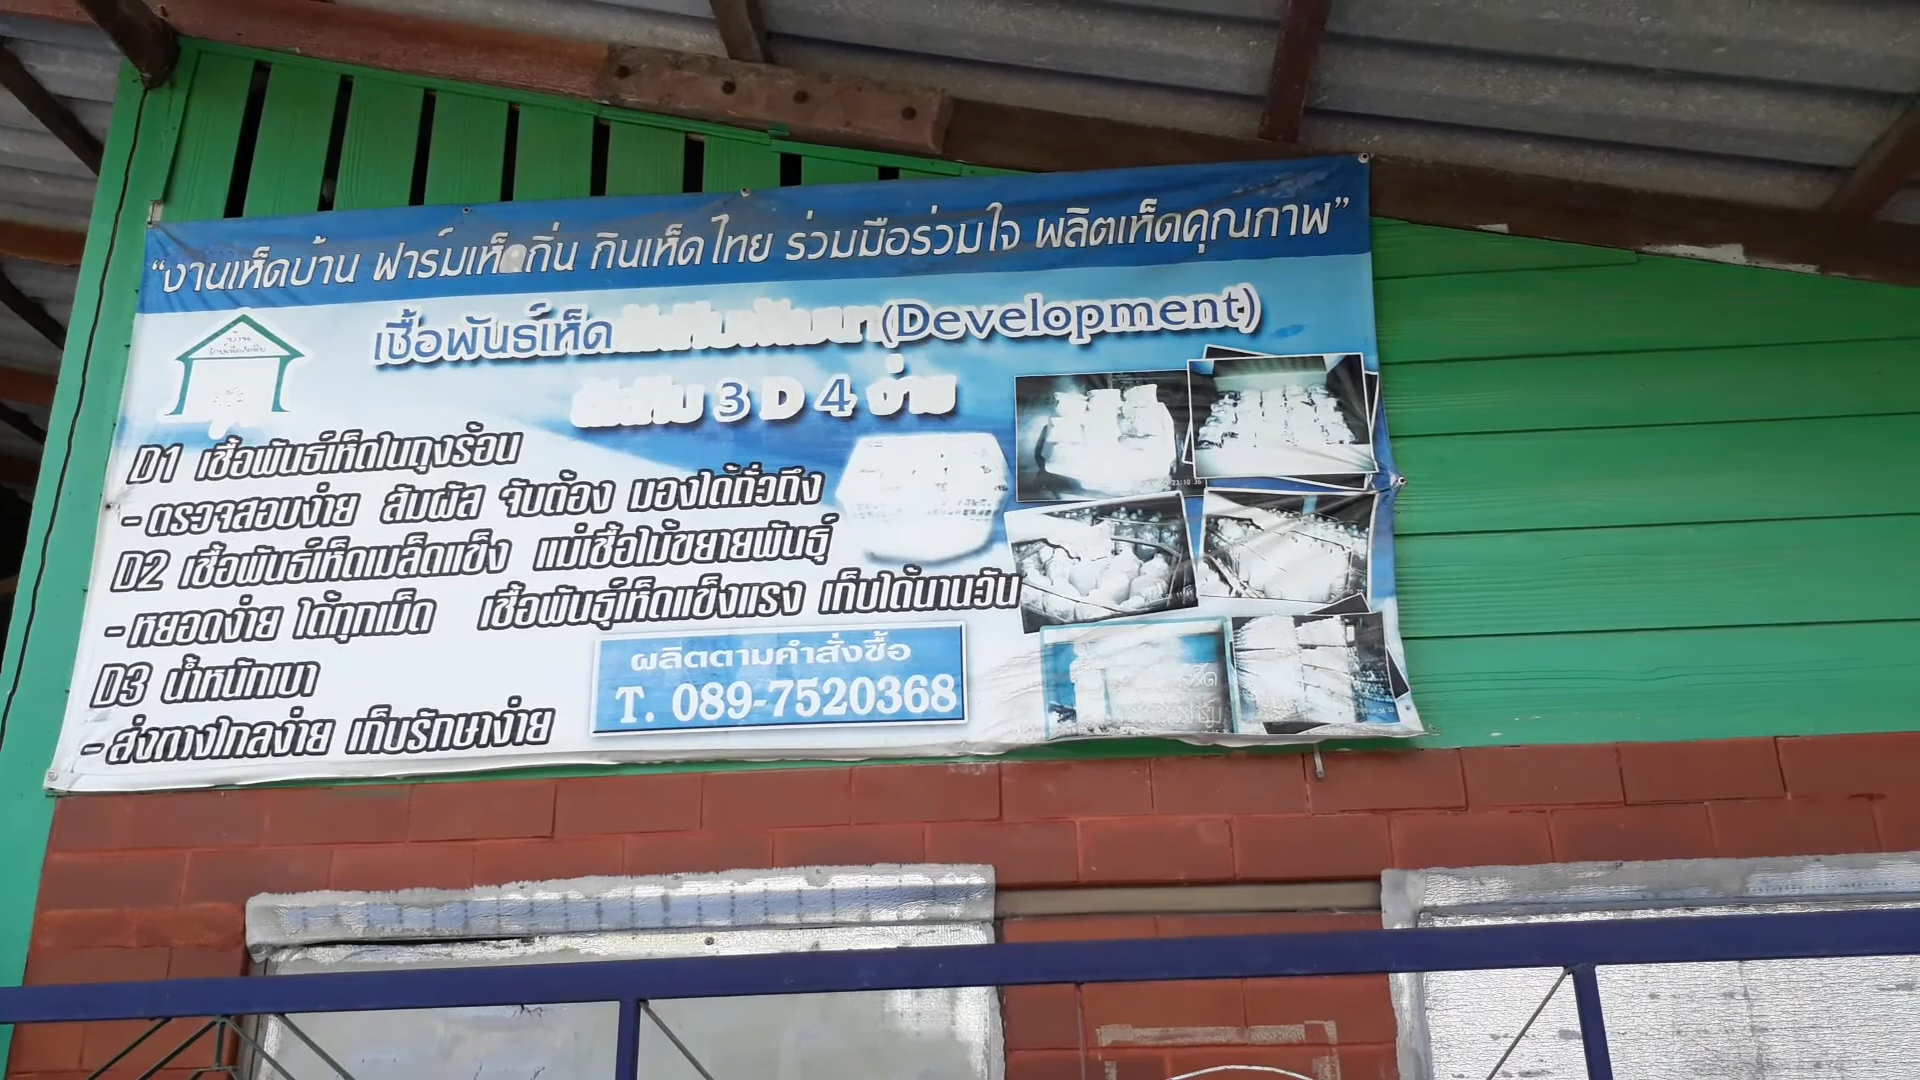 “งานเห็ดบ้าน ฟาร์มเห็ดถิ่น กินเห็ดไทย ร่วมมือร่วมใจ ผลิตเห็ดคุณภาพ”
เชื้อพันธ์เห็ด (Development)
3 D 4 ง่าย
D1 เชื้อพันธ์เห็ดในถุงร้อน
- ตรวจสอบง่าย สัมผัส จับต้อง มองได้ถั่วถึง
D2 เชื้อพันธ์เห็ดเมล็ดแข็ง แม่เชื้อไม้ขยายพันธุ์
- หยอดง่าย ได้ทุกเม็ด เชื้อพันธุ์เห็ดแข็งแรง เก็บได้นานวัน
D3 น้ำหนักเบา
- ส่งทางไกลง่าย เก็บรักษาง่าย
ผลิตตามคำสั่งซื้อ
T. 089-7520368